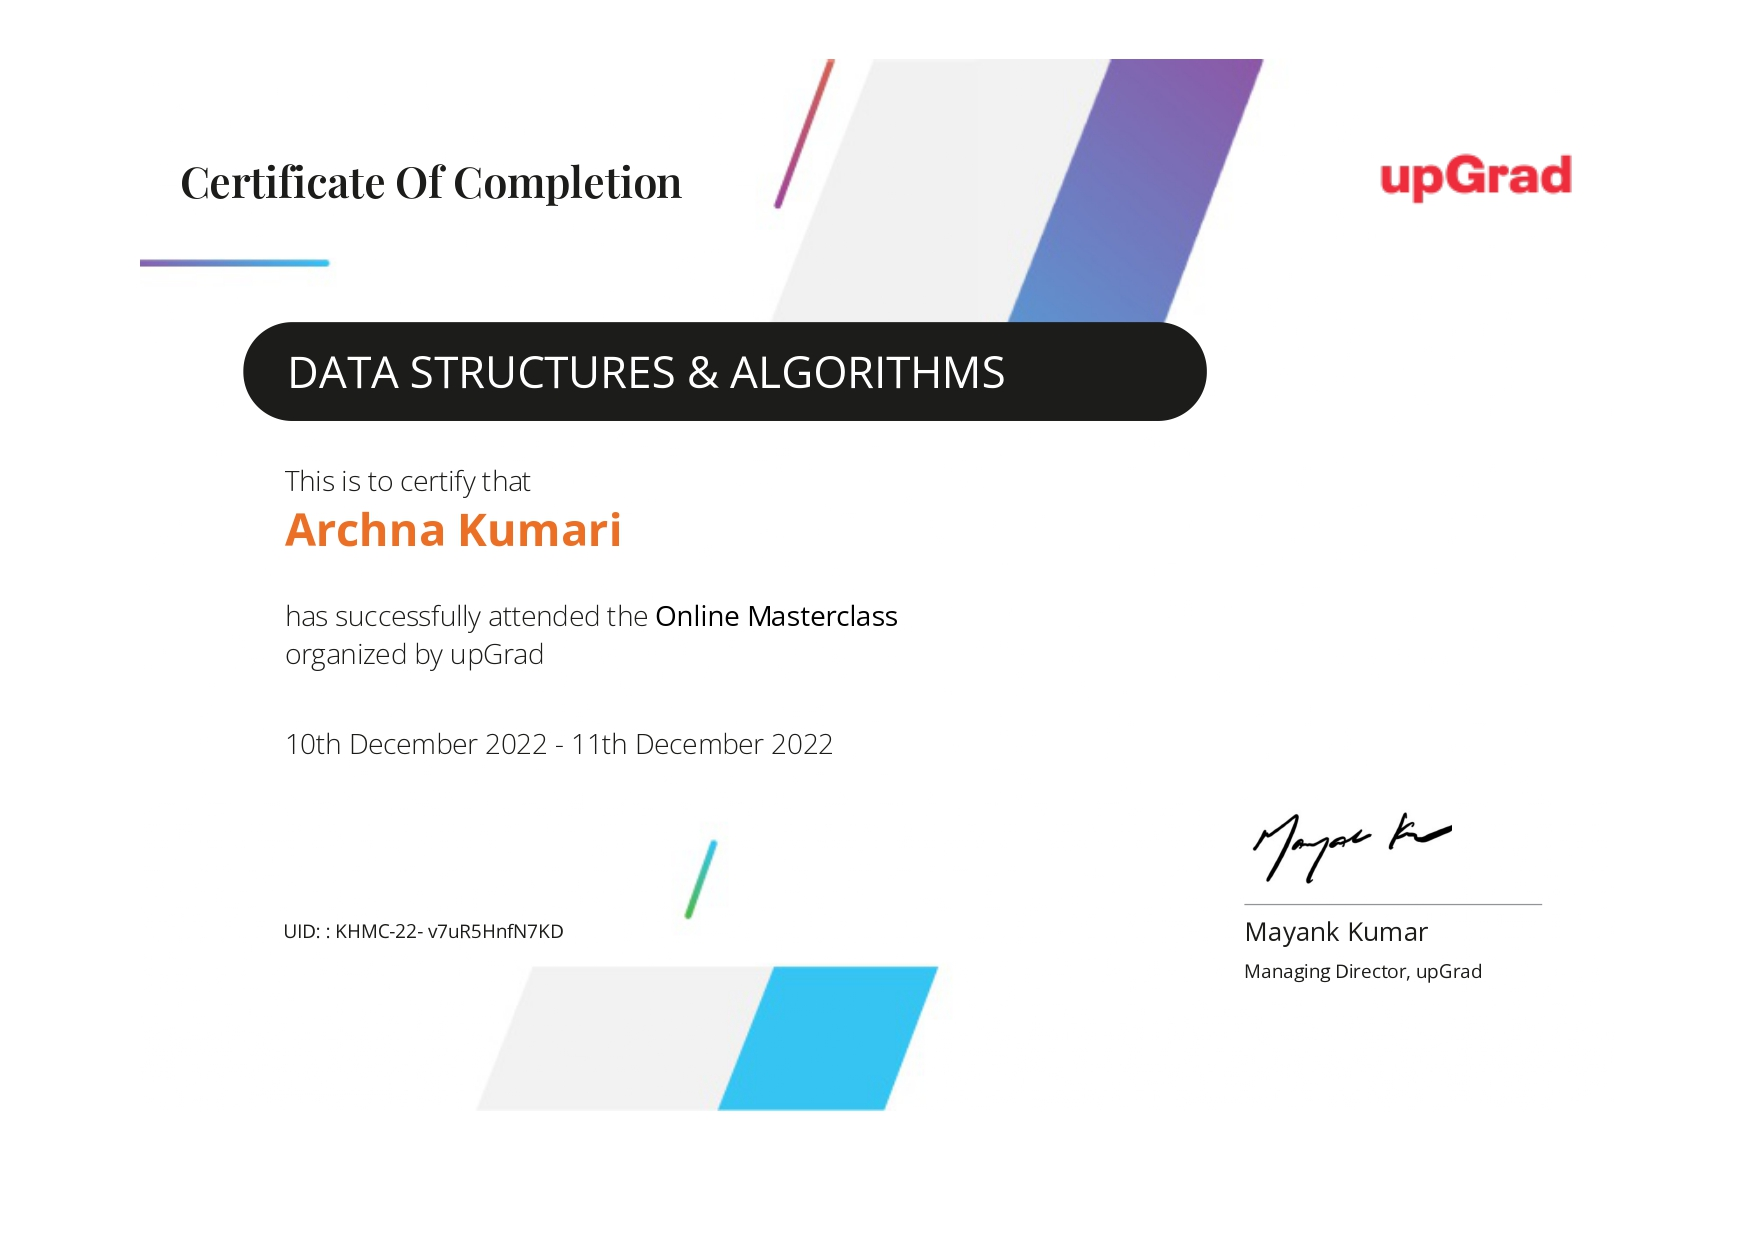 Certificate Of Completion
upGrad
DATA STRUCTURES & ALGORITHMS
This is to certify that
Archna Kumari
has successfully attended the Online Masterclass
organized by upGrad
10th December 2022 - 11th December 2022
UID: : KHMC-22- v7uR5HnfN7KD
Mayank Kumar
Managing Director, upGrad